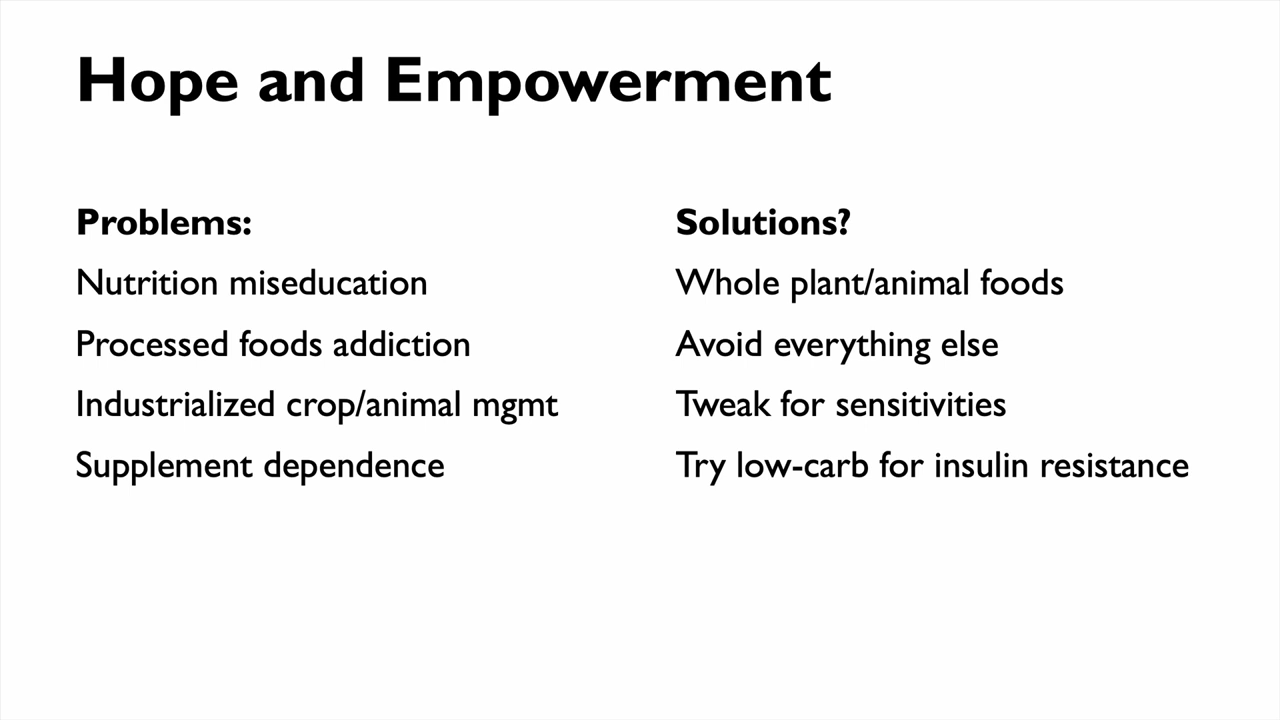 Hope and Empowerment
Problems:
Nutrition miseducation
Processed foods addiction
Industrialized crop/animal mgmt
Supplement dependence
Solutions?
Whole plant/animal foods
Avoid everything else
Tweak for sensitivities
Try low-carb for insulin resistance